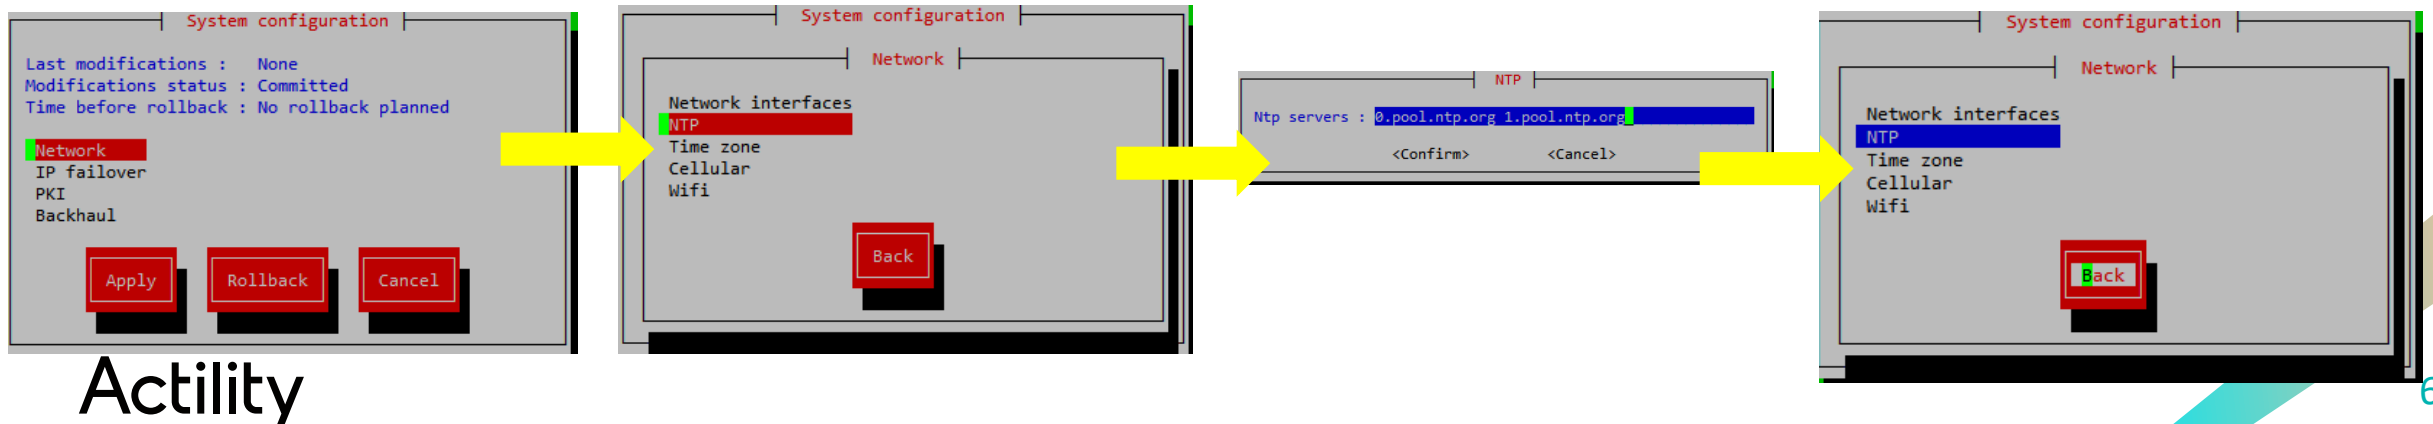 System configuration
Last modifications :   None
Modifications status : Committed
Time before rollback : No rollback planned
Network
IP failover
PKI
Backhaul
Apply
Rollback
Cancel
System configuration
Network
Network interfaces
NTP
Time zone
Cellular
Wifi
Back
NTP
Ntp servers : 0.pool.ntp.org 1.pool.ntp.org
<Confirm>
<Cancel>
System configuration
Network
Network interfaces
NTP
Time zone
Cellular
Wifi
Back
Actility
6